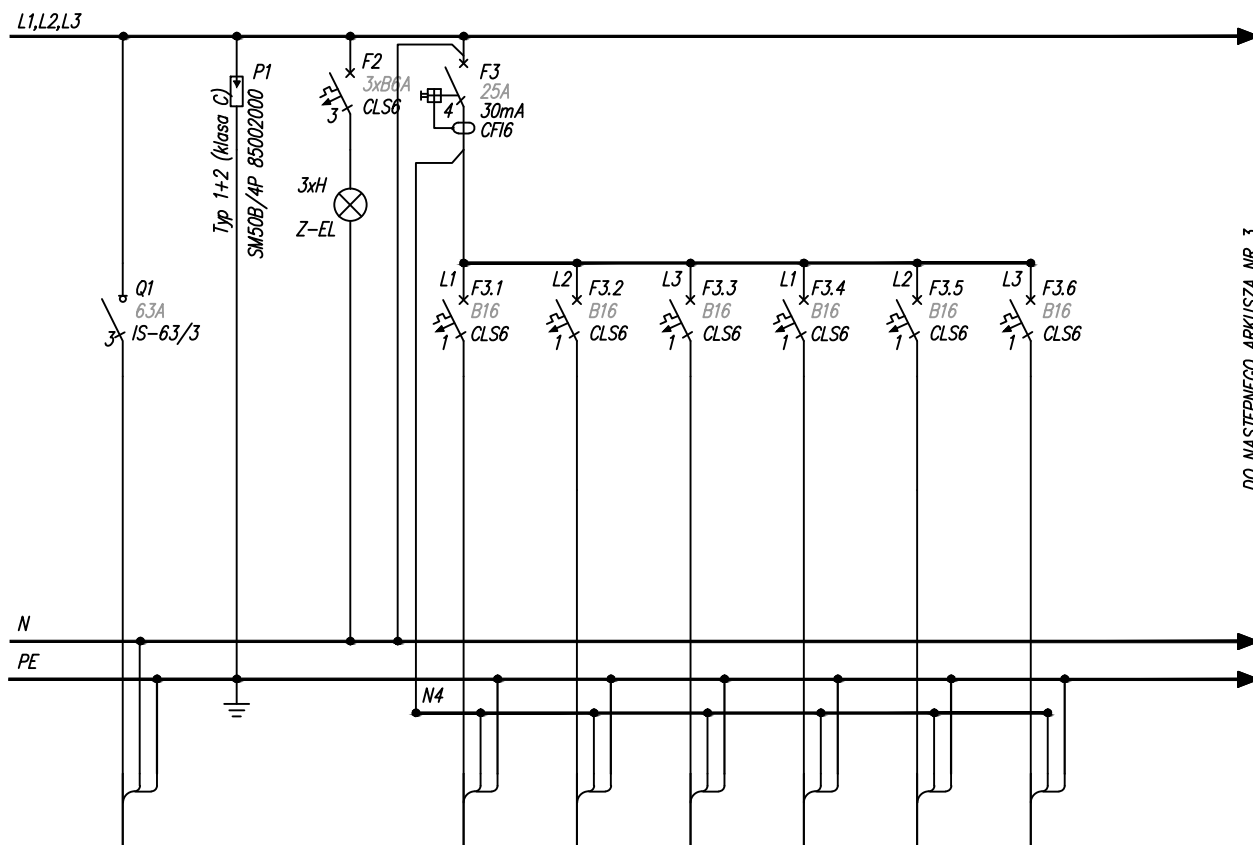 L1,L2,L3
P1
Typ 1+2 (klasa C)
SM50B/4P 85002000
F2
3xB6A
CLS6
3
3xH
Z-EL
F3
25A
30mA
CFI6
4
Q1
63A
IS-63/3
3
L1
F3.1
B16
CLS6
1
L2
F3.2
B16
CLS6
1
L3
F3.3
B16
CLS6
1
L1
F3.4
B16
CLS6
1
L2
F3.5
B16
CLS6
1
L3
F3.6
B16
CLS6
1
DO NASTĘPNEGO ARKUSZA NR 3
N
PE
N4